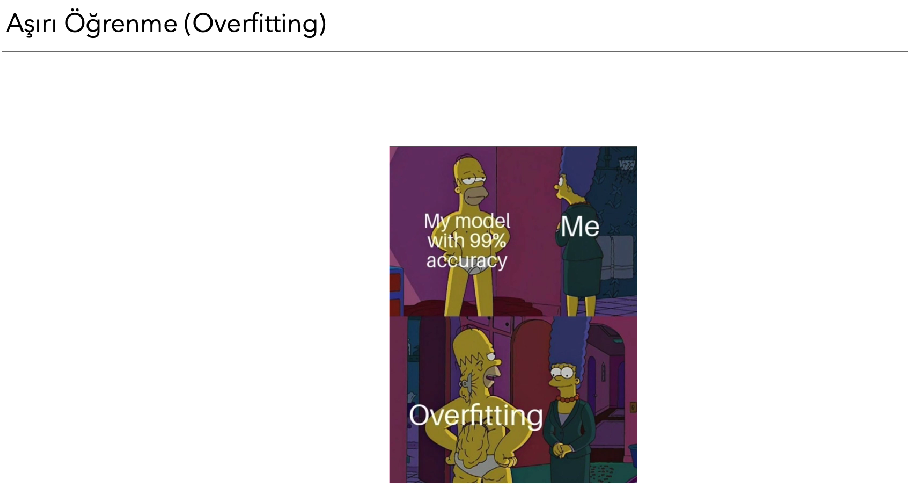 Aşırı Öğrenme (Overfitting)
My model
with 99%
accuracy
Me
Overfitting